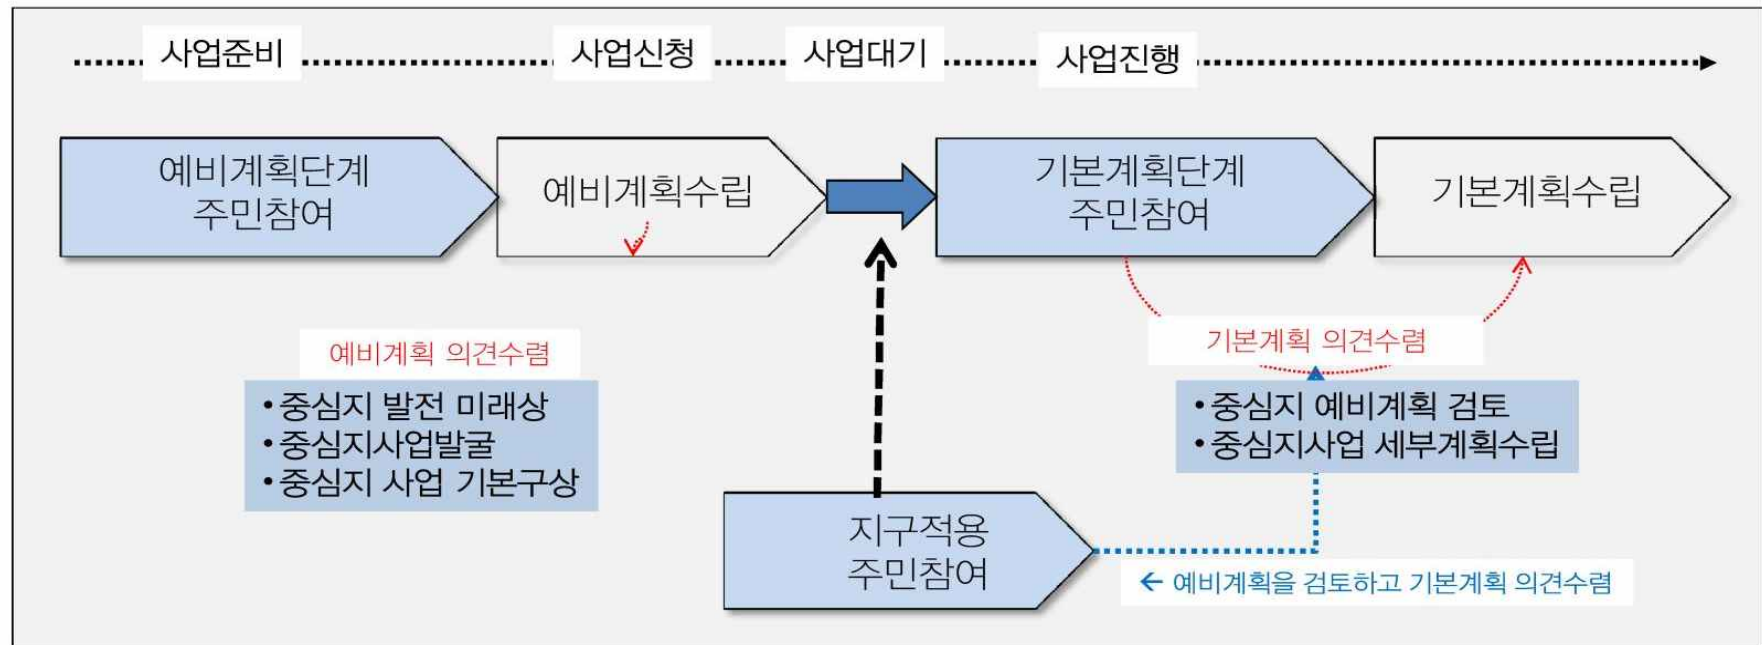 사업준비 사업신청 사업대기 사업진행
예비계획단계
주민참여
예비계획수립
기본계획단계
주민참여
기본계획수립
예비계획 의견수렴
• 중심지 발전 미래상
• 중심지사업발굴
• 중심지 사업 기본구상
기본계획 의견수렴
• 중심지 예비계획 검토
• 중심지사업 세부계획수립
지구적용
주민참여
← 예비계획을 검토하고 기본계획 의견수렴